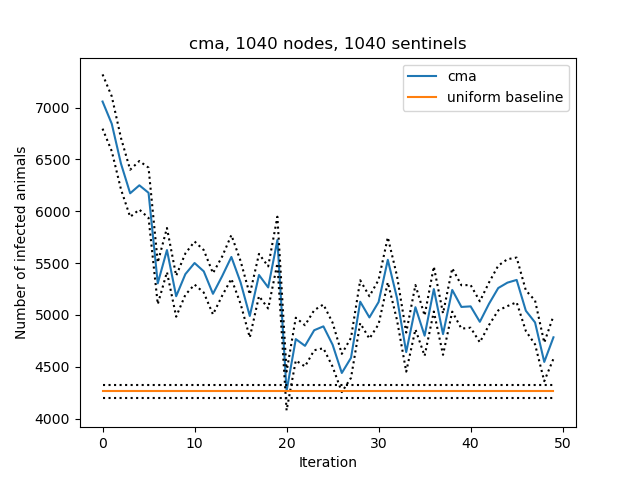 cma, 1040 nodes, 1040 sentinels
cma
uniform baseline
Number of infected animals
7000
6500
6000
5500
5000
4500
4000
0 10 20 30 40 50
Iteration